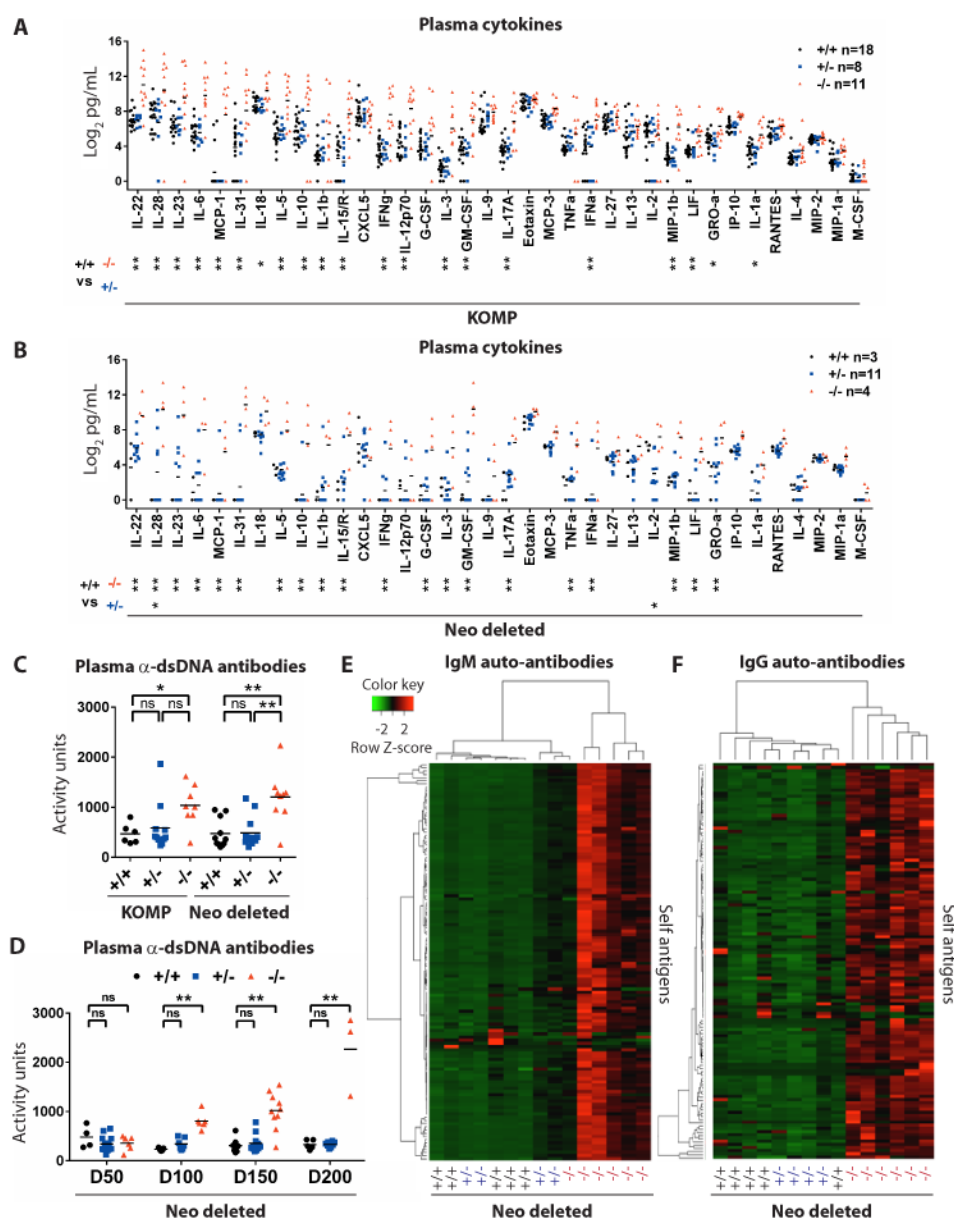 A
Plasma cytokines
16
12
8
4
0
Log2 pg/mL
+/+ n=18
+/- n=8
-/- n=11
IL-22
IL-28
IL-23
IL-6
MCP-1
IL-31
IL-18
IL-5
IL-10
IL-1b
IL-15/R
CXCL5
IFNg
IL-12p70
G-CSF
IL-3
GM-CSF
IL-9
IL-17A
Eotaxin
MCP-3
TNFa
IFNa
IL-27
IL-13
IL-2
MIP-1b
LIF
GRO-a
IP-10
IL-1a
RANTES
IL-4
MIP-2
MIP-1a
M-CSF
+/+ -/- ** ** ** ** ** ** * ** ** ** ** ** ** ** ** ** ** ** ** * *
vs +/-
KOMP
B
Plasma cytokines
16
12
8
4
0
Log2 pg/mL
+/+ n=3
+/- n=11
-/- n=4
IL-22
IL-28
IL-23
IL-6
MCP-1
IL-31
IL-18
IL-5
IL-10
IL-1b
IL-15/R
CXCL5
IFNg
IL-12p70
G-CSF
IL-3
GM-CSF
IL-9
IL-17A
Eotaxin
MCP-3
TNFa
IFNa
IL-27
IL-13
IL-2
MIP-1b
LIF
GRO-a
IP-10
IL-1a
RANTES
IL-4
MIP-2
MIP-1a
M-CSF
+/+ -/- ** ** ** ** ** ** ** ** ** ** ** ** ** ** ** ** ** ** ** **
vs +/- * *
Neo deleted
C
Plasma α-dsDNA antibodies
* **
ns ns ns **
3000
2000
1000
0
Activity units
+/+ +/- -/- +/+ +/- -/-
KOMP Neo deleted
D
Plasma α-dsDNA antibodies
+/+ +/- -/-
ns ** ** **
ns ns ns ns
3000
2000
1000
0
Activity units
D50 D100 D150 D200
Neo deleted
E
IgM auto-antibodies
Color key
-2 2
Row Z-score
Self antigens
+/+ +/+ +/- +/- +/+ +/+ +/+ +/- +/- -/- -/- -/- -/- -/- -/-
Neo deleted
F
IgG auto-antibodies
Self antigens
+/+ +/+ +/+ +/+ +/- +/- +/- +/- +/+ -/- -/- -/- -/- -/- -/-
Neo deleted